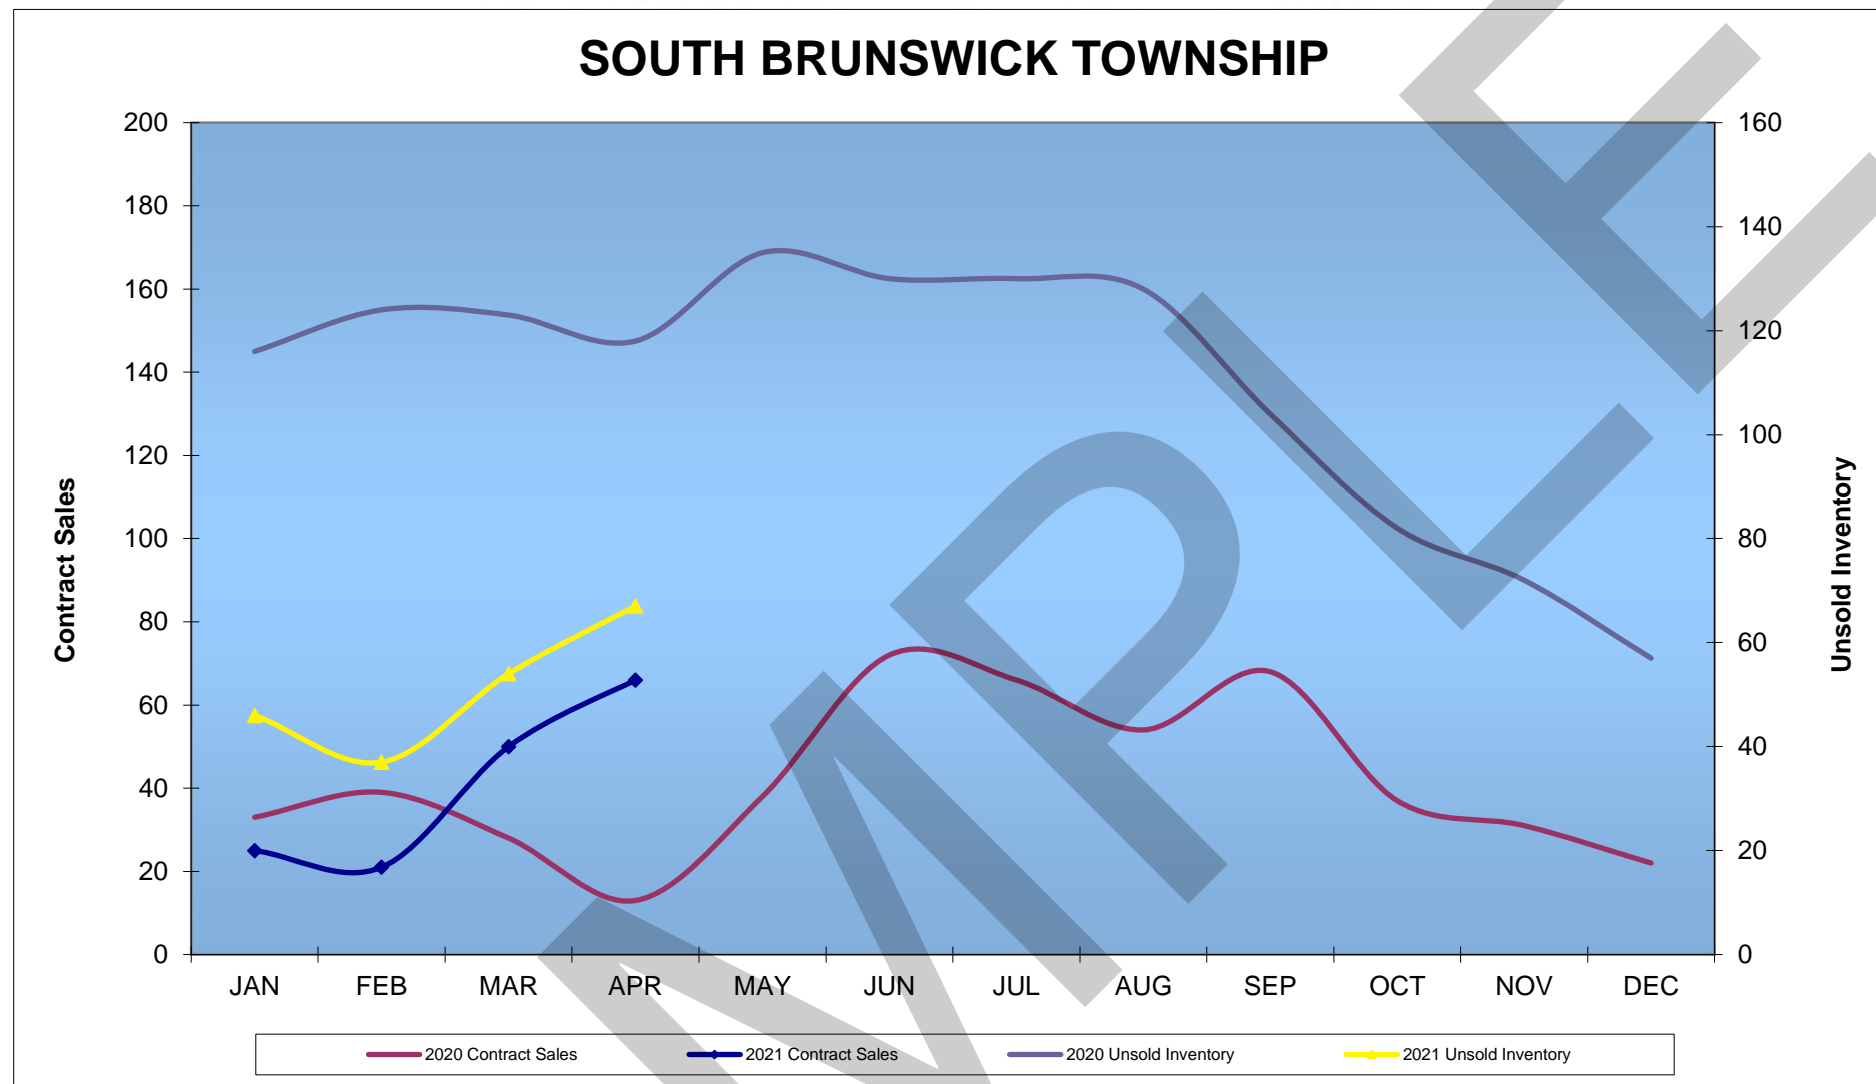 SOUTH BRUNSWICK TOWNSHIP
200 160
180
140
160
120
140
120
100
Contract Sales
100 80
Unsold Inventory
80
60
60
40
40
20
20
0 0
JAN FEB MAR APR MAY JUN JUL AUG SEP OCT NOV DEC
2020 Contract Sales 2021 Contract Sales 2020 Unsold Inventory 2021 Unsold Inventory
MPLE